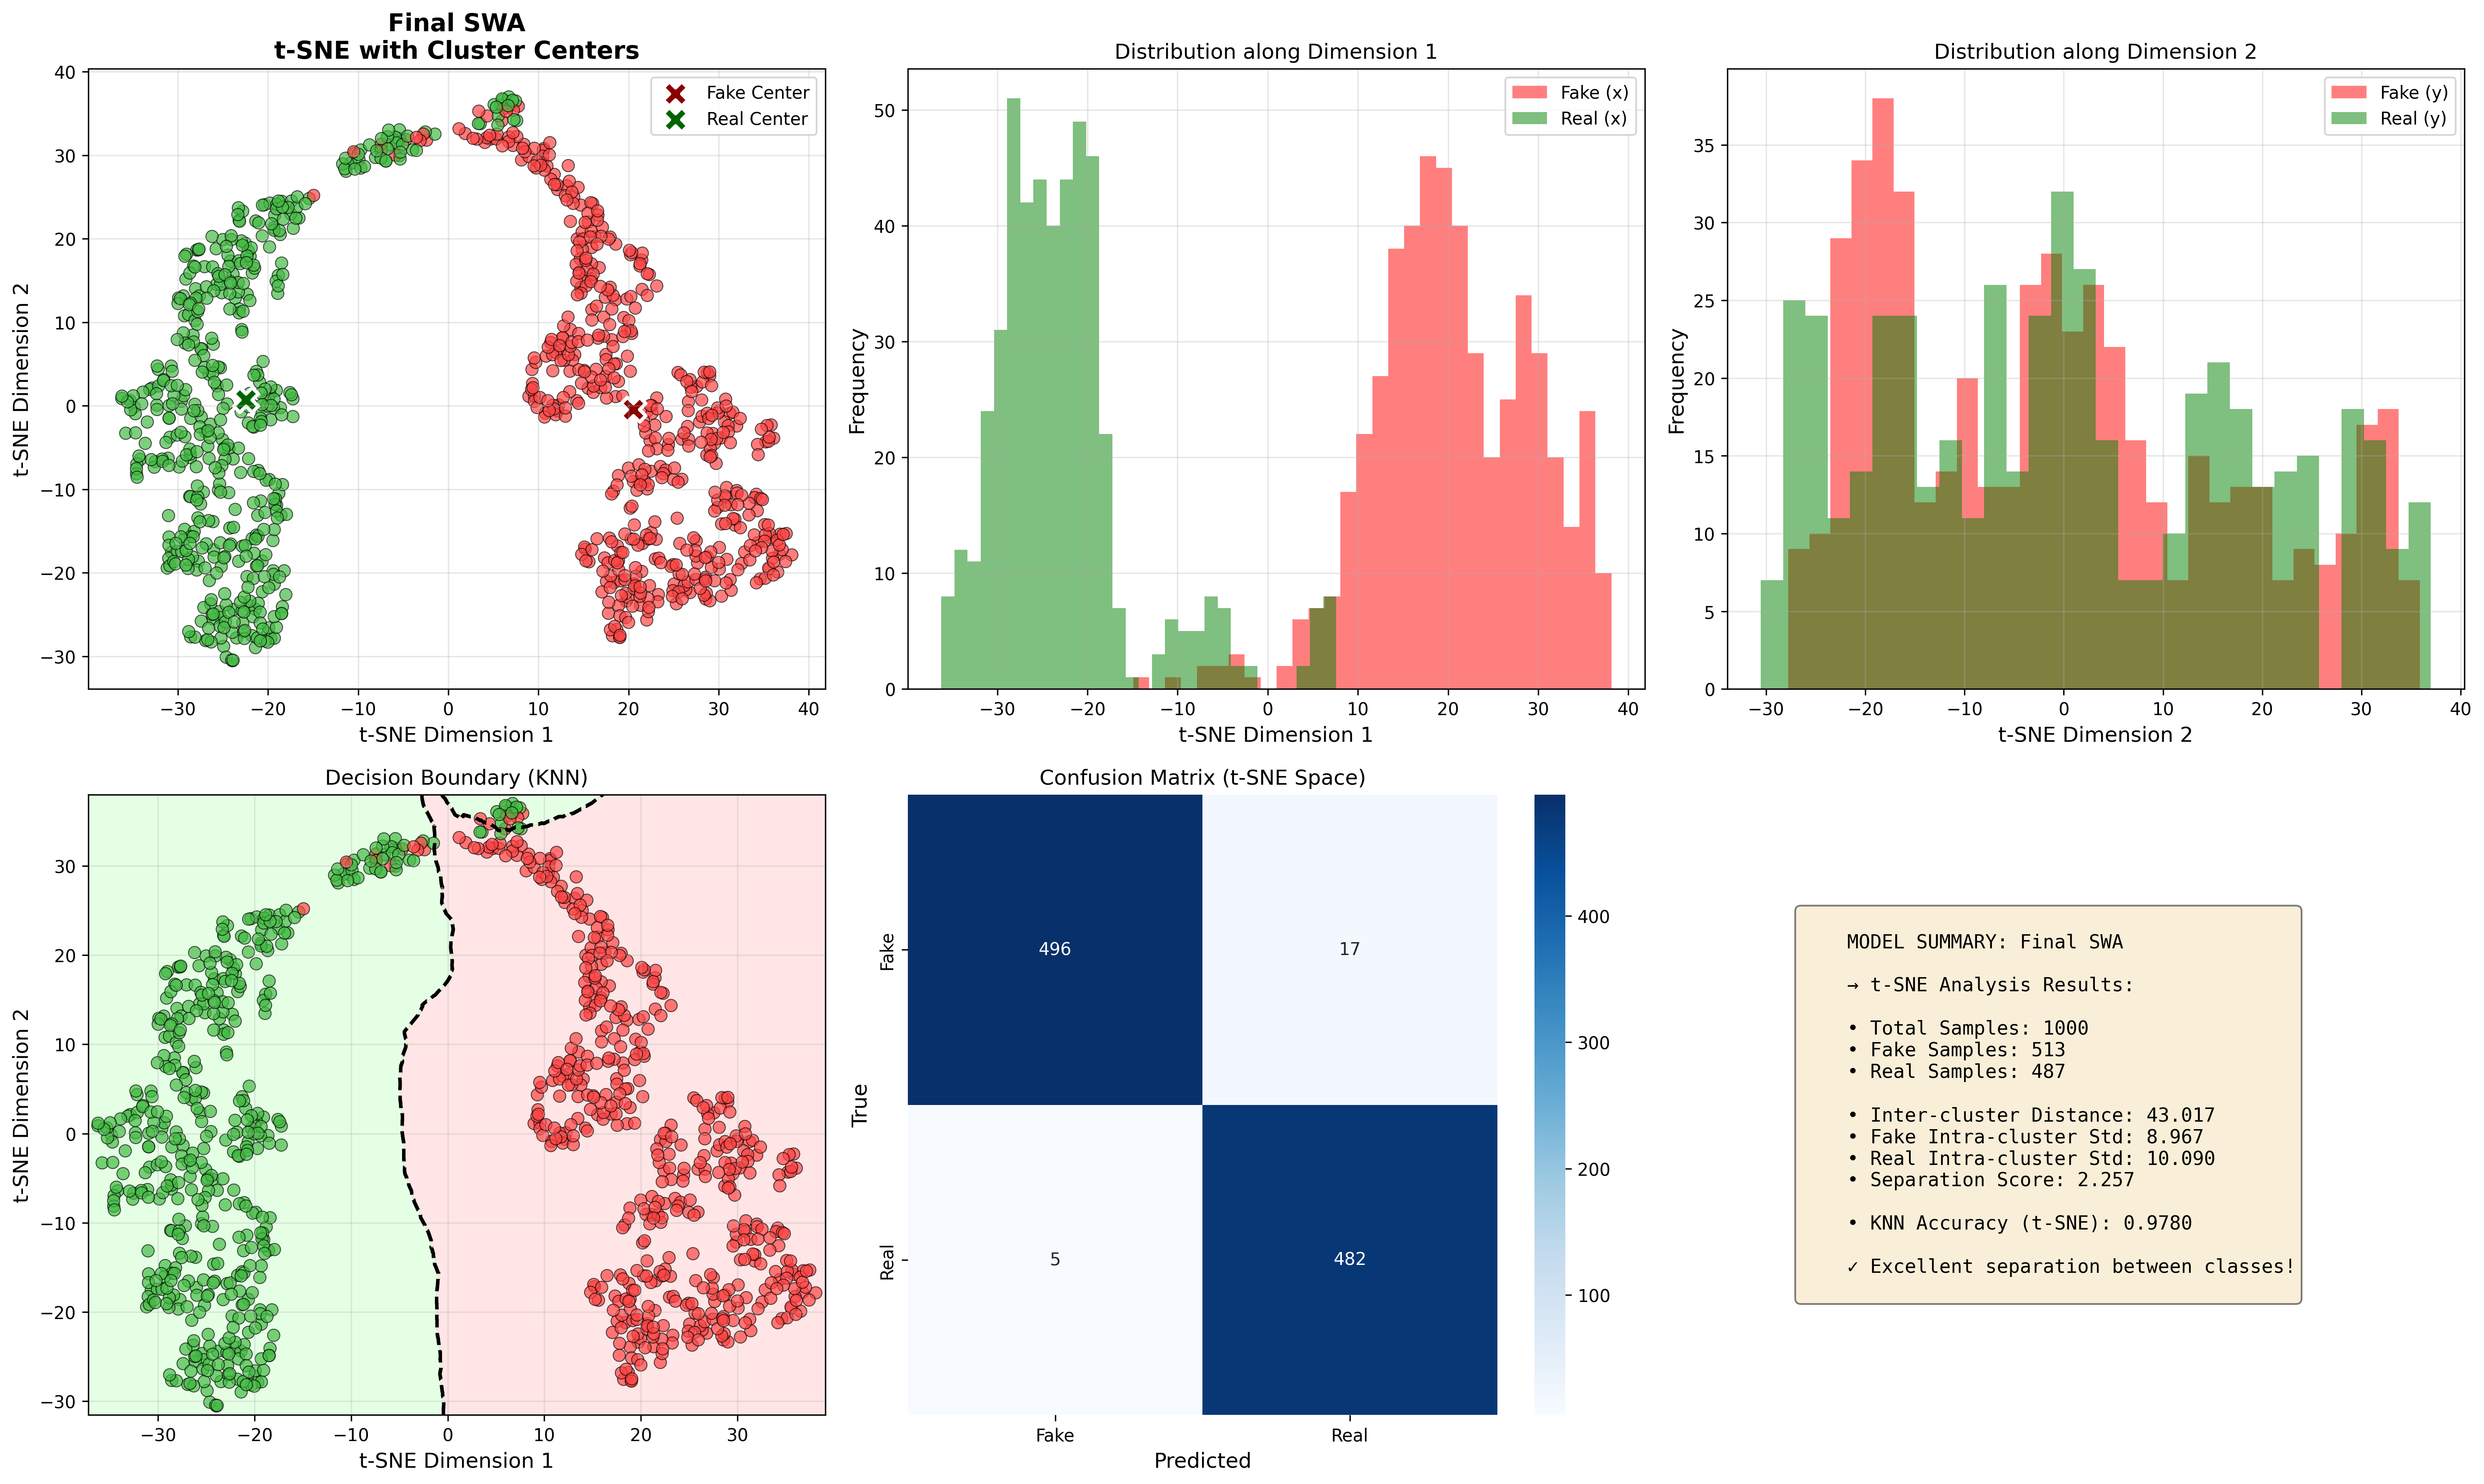 Final SWA
t-SNE with Cluster Centers
40
30
20
10
0
−10
−20
−30
−30
−20
−10
0
10
20
30
40
t-SNE Dimension 1
t-SNE Dimension 2
Fake Center
Real Center
Distribution along Dimension 1
50
40
30
20
10
0
−30
−20
−10
0
10
20
30
40
t-SNE Dimension 1
Frequency
Fake (x)
Real (x)
Distribution along Dimension 2
35
30
25
20
15
10
5
0
−30
−20
−10
0
10
20
30
40
t-SNE Dimension 2
Frequency
Fake (y)
Real (y)
Decision Boundary (KNN)
30
20
10
0
−10
−20
−30
−30
−20
−10
0
10
20
30
t-SNE Dimension 1
t-SNE Dimension 2
Confusion Matrix (t-SNE Space)
Fake
496
17
Real
5
482
Fake
Real
Predicted
True
400
300
200
100
MODEL SUMMARY: Final SWA
→ t-SNE Analysis Results:
• Total Samples: 1000
• Fake Samples: 513
• Real Samples: 487
• Inter-cluster Distance: 43.017
• Fake Intra-cluster Std: 8.967
• Real Intra-cluster Std: 10.090
• Separation Score: 2.257
• KNN Accuracy (t-SNE): 0.9780
✓ Excellent separation between classes!